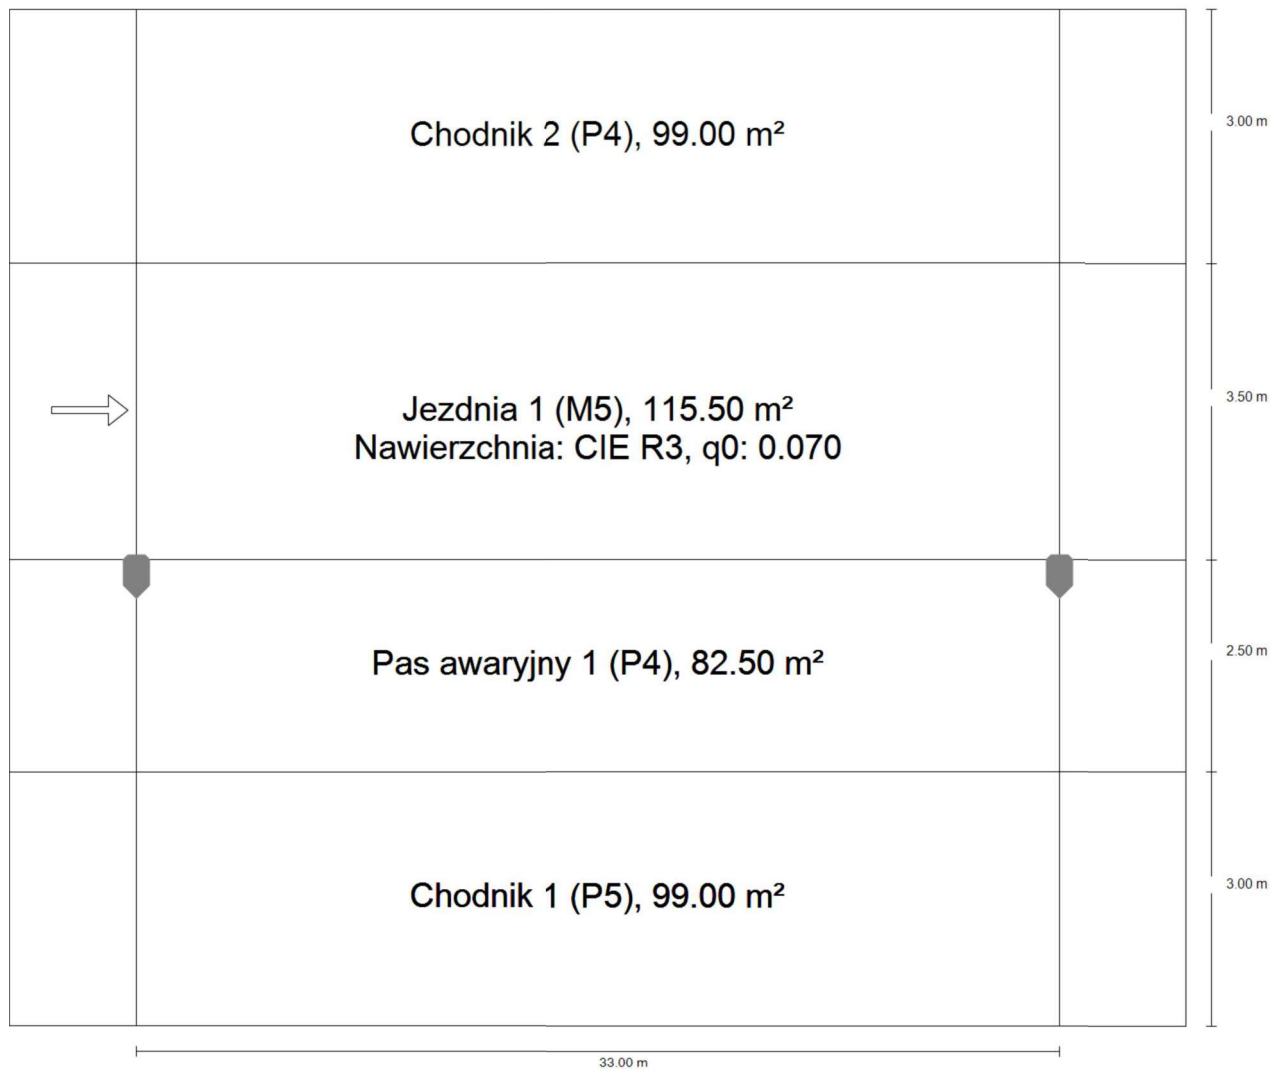 Chodnik 2 (P4), 99.00 m²
3.00 m
Jezdnia 1 (M5), 115.50 m²
Nawierzchnia: CIE R3, q0: 0.070
3.50 m
Pas awaryjny 1 (P4), 82.50 m²
2.50 m
Chodnik 1 (P5), 99.00 m²
3.00 m
33.00 m